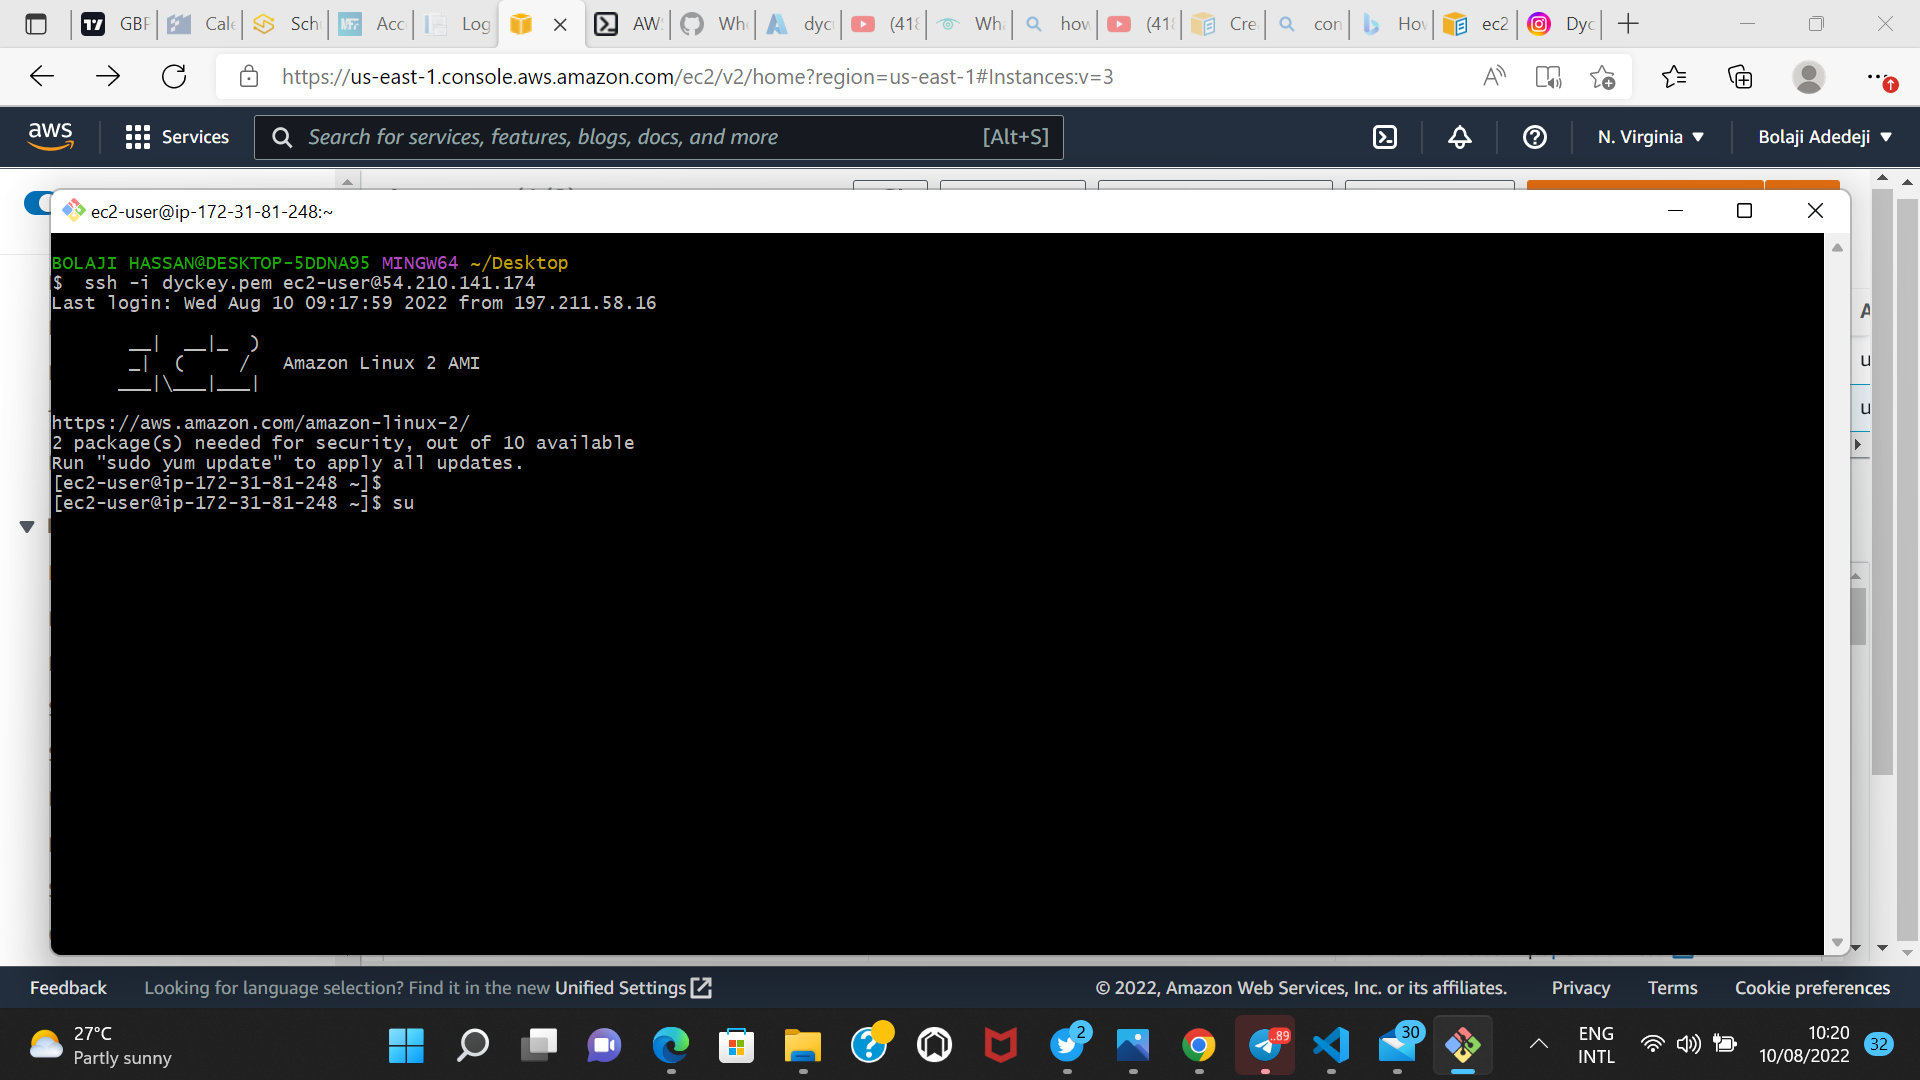 GBP
Cale
Sch
MF
Acc
Log
AWS
Who
dyc
(418
Wha
how
(418
Cre
con
Hov
ec2
Dyc
https://us-east-1.console.aws.amazon.com/ec2/v2/home?region=us-east-1#Instances:v=3
aws
Services
Search for services, features, blogs, docs, and more
[Alt+S]
N. Virginia
Bolaji Adedeji
ec2-user@ip-172-31-81-248:~
BOLAJI HASSAN@DESKTOP-5DDNA95 MINGW64 ~/Desktop
$  ssh -i dyckey.pem ec2-user@54.210.141.174
Last login: Wed Aug 10 09:17:59 2022 from 197.211.58.16
       __|  __|_  )
       _|  (     /   Amazon Linux 2 AMI
      ___|\___|___|
https://aws.amazon.com/amazon-linux-2/
2 package(s) needed for security, out of 10 available
Run "sudo yum update" to apply all updates.
[ec2-user@ip-172-31-81-248 ~]$
[ec2-user@ip-172-31-81-248 ~]$ su
Feedback
Looking for language selection? Find it in the new Unified Settings
© 2022, Amazon Web Services, Inc. or its affiliates.
Privacy
Terms
Cookie preferences
27°C
Partly sunny
2
..89
30
ENG
INTL
10:20
10/08/2022
32